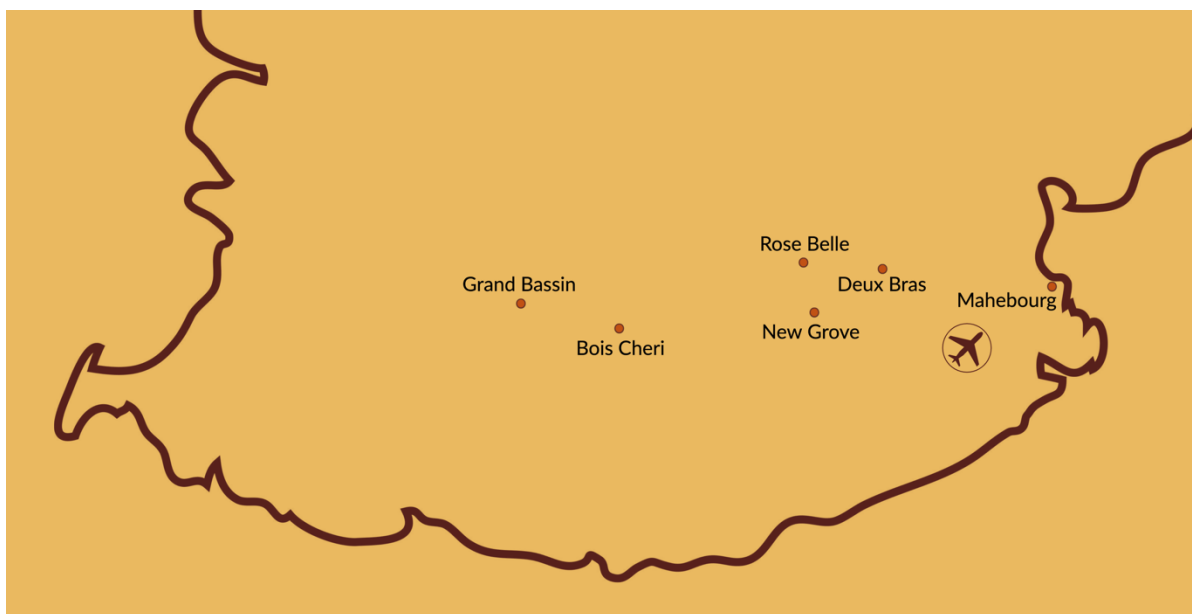 Rose Belle
Grand Bassin
Deux Bras
Mahebourg
New Grove
Bois Cheri